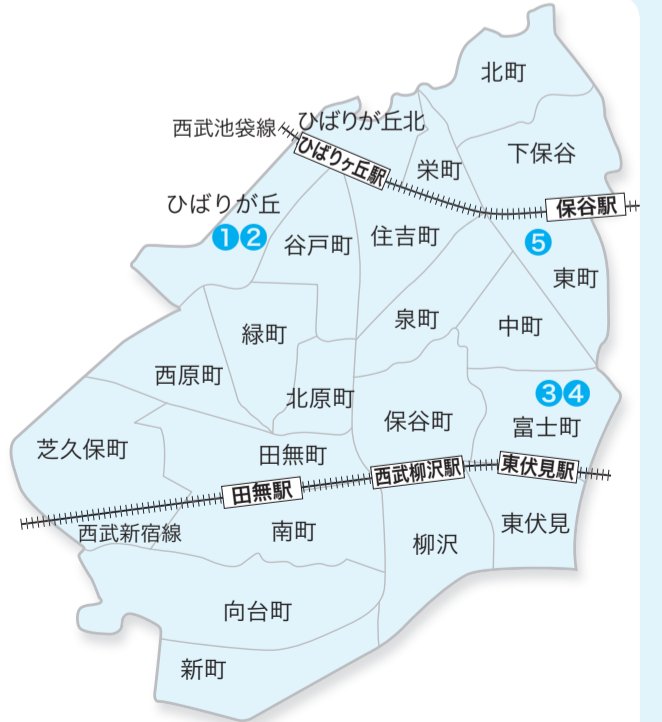 北町
ひばりが丘北
西武池袋線
ひばりヶ丘駅
下保谷
栄町
ひばりが丘
保谷駅
❶❷
谷戸町
住吉町
❺
東町
泉町
中町
緑町
西原町
北原町
❸❹
保谷町
富士町
芝久保町
田無町
西武柳沢駅
東伏見駅
田無駅
西武新宿線
南町
柳沢
東伏見
向台町
新町